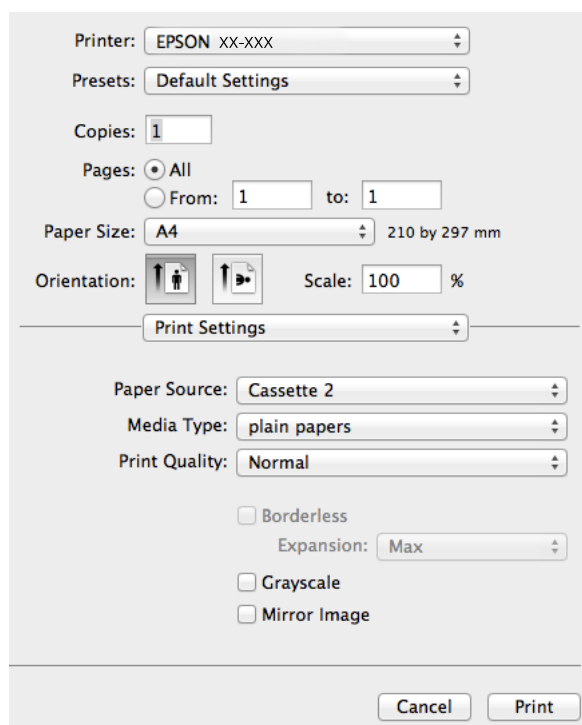 Printer: EPSON XX-XXX
Presets: Default Settings
Copies: 1
Pages: All
From: 1 to: 1
Paper Size: A4 210 by 297 mm
Orientation: Scale: 100 %
Print Settings
Paper Source: Cassette 2
Media Type: plain papers
Print Quality: Normal
Borderless
Expansion: Max
Grayscale
Mirror Image
Cancel Print